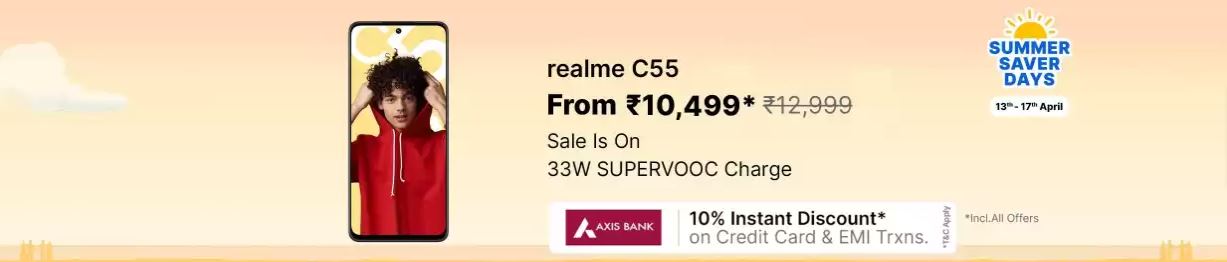 realme C55
From ₹10,499* ₹12,999
Sale Is On
33W SUPERVOOC Charge
AXIS BANK
10% Instant Discount*
on Credit Card & EMI Trxns.
*T&C Apply
*Incl.All Offers
SUMMER
SAVER
DAYS
13th - 17th April